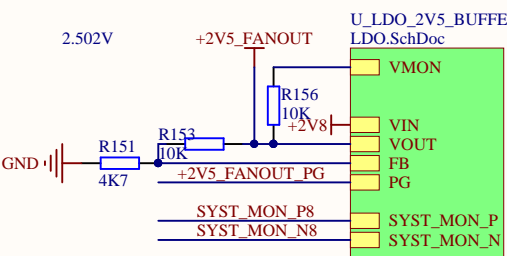 U_LDO_2V5_BUFFE
2.502V +2V5_FANOUT LDO.SchDoc
VMON
R156
10K
+2V8 VIN
R153
10K
VOUT
R151
4K7
GND
FB
+2V5_FANOUT_PG PG
SYST_MON_P8 SYST_MON_P
SYST_MON_N8 SYST_MON_N